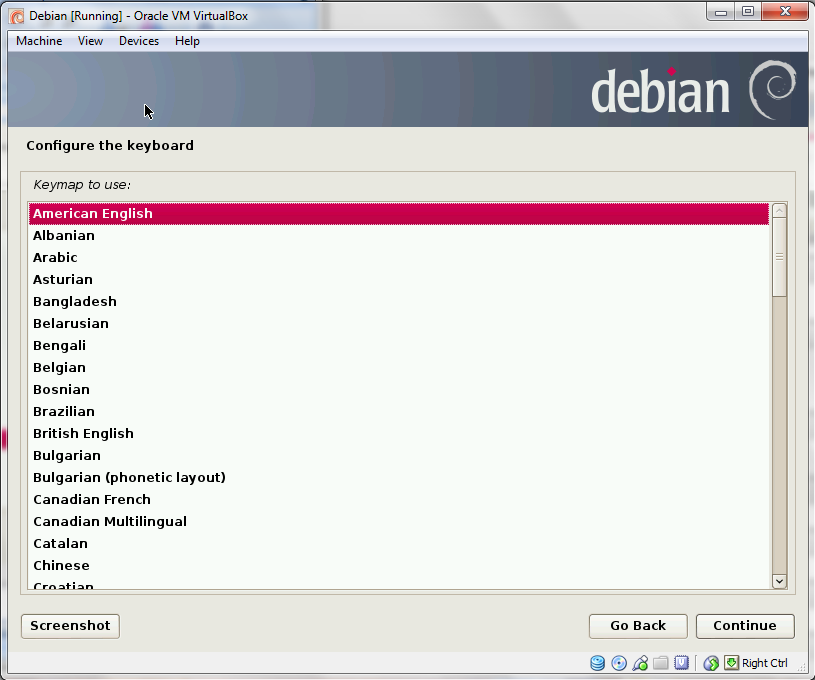 Debian [Running] - Oracle VM VirtualBox
Machine View Devices Help
debian
Configure the keyboard
Keymap to use:
American English
Albanian
Arabic
Asturian
Bangladesh
Belarusian
Bengali
Belgian
Bosnian
Brazilian
British English
Bulgarian
Bulgarian (phonetic layout)
Canadian French
Canadian Multilingual
Catalan
Chinese
Croatian
Screenshot Go Back Continue
Right Ctrl